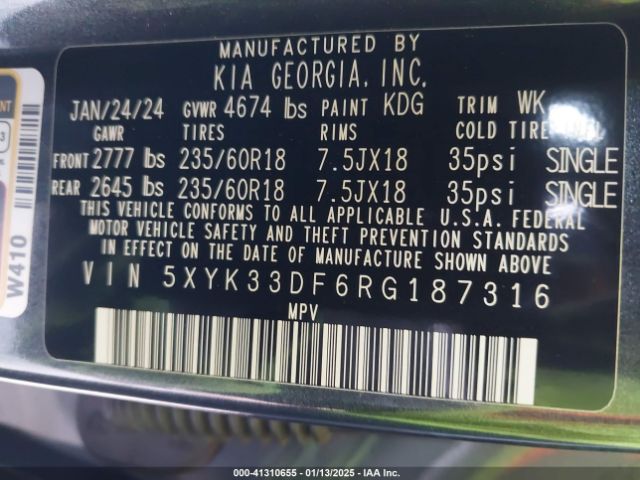 MANUFACTURED BY
KIA GEORGIA, INC.
JAN/24/24 GVWR 4674 lbs PAINT KDG TRIM WK
GAWR TIRES RIMS COLD TIRE
FRONT 2777 lbs 235/60R18 7.5JX18 35psi SINGLE
REAR 2645 lbs 235/60R18 7.5JX18 35psi SINGLE
THIS VEHICLE CONFORMS TO ALL APPLICABLE U.S.A. FEDERAL
MOTOR VEHICLE SAFETY AND THEFT PREVENTION STANDARDS
IN EFFECT ON THE DATE OF MANUFACTURE SHOWN ABOVE
VIN 5XYK33DF6RG187316
MPV
W410
000-41310655 - 01/13/2025 - IAA Inc.